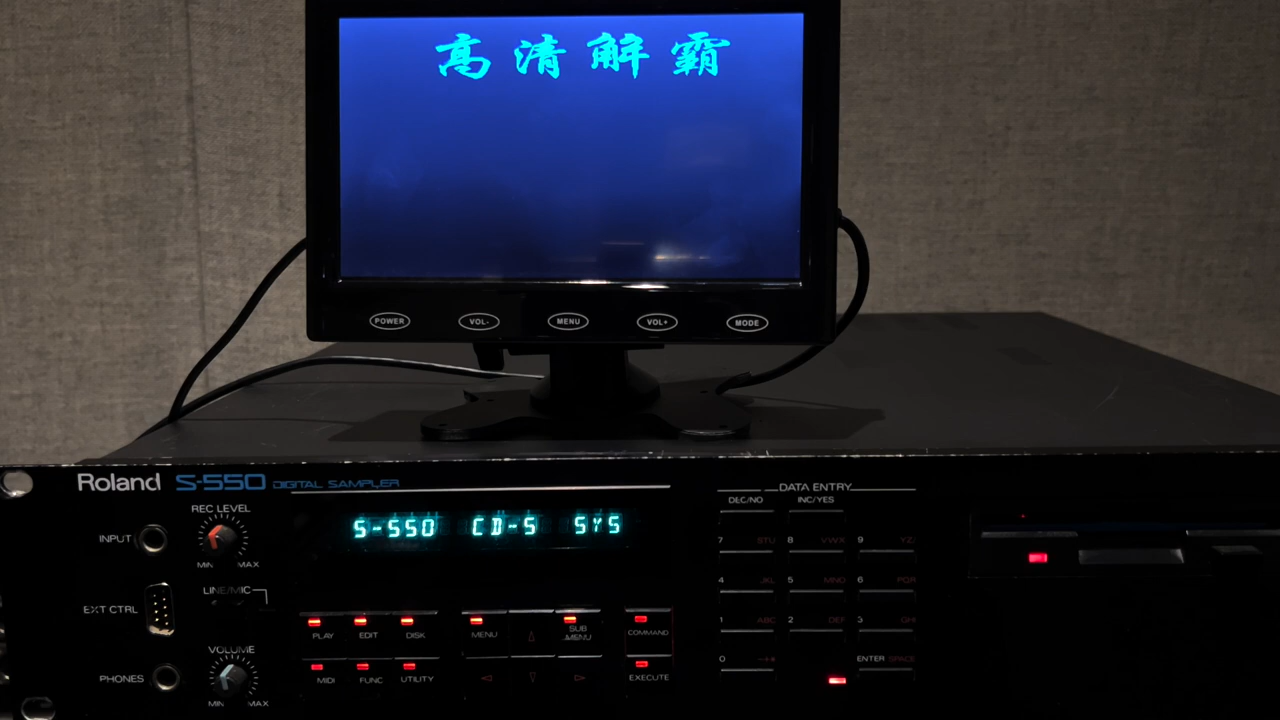 高清解霸
POWER VOL- MENU VOL+ MODE
Roland S-550 DIGITAL SAMPLER
DATA ENTRY
DEC/NO INC/YES
REC LEVEL
INPUT
MIN MAX
S-550 CD-5 SYS
7 STU 8 VWX 9 YZ
4 JKL 5 MNO 6 PQR
LINE/MIC
EXT CTRL
1 ABC 2 DEF 3 GHI
PLAY EDIT DISK MENU SUB MENU COMMAND
VOLUME
0 ENTER SPACE
PHONES
MIDI FUNC UTILITY EXECUTE
MIN MAX